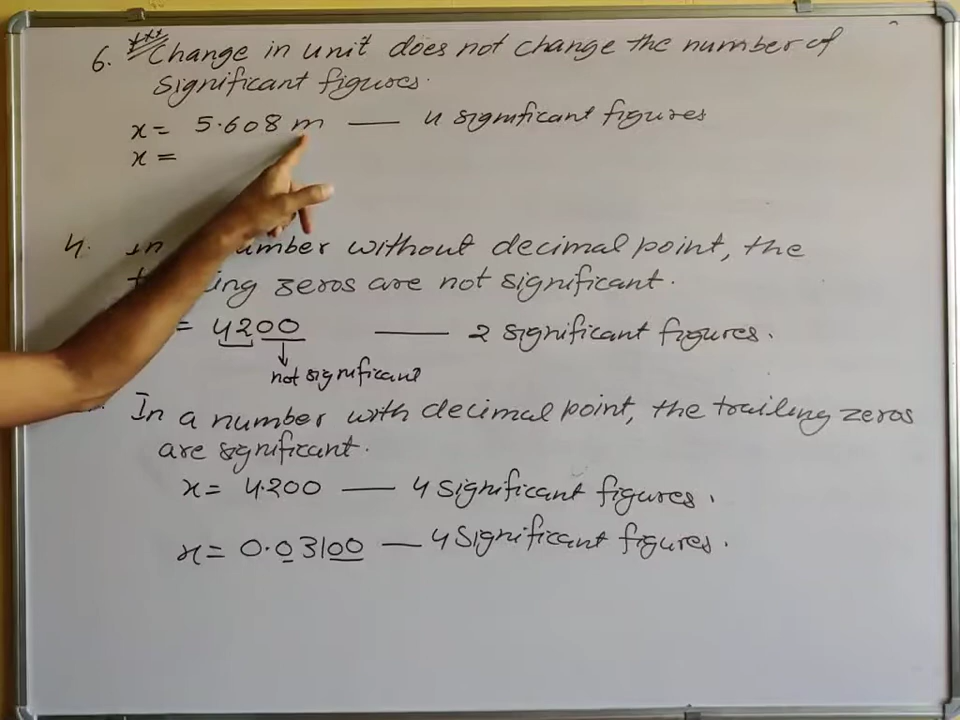 6. Change in unit does not change the number of
significant figures.
x = 5.608 m — 4 significant figures
x =
4. In number without decimal point, the
ing zeros are not significant.
= 4200 — 2 significant figures.
not significant
In a number with decimal point, the trailing zeros
are significant.
x = 4.200 — 4 significant figures.
x = 0.03100 — 4 significant figures.